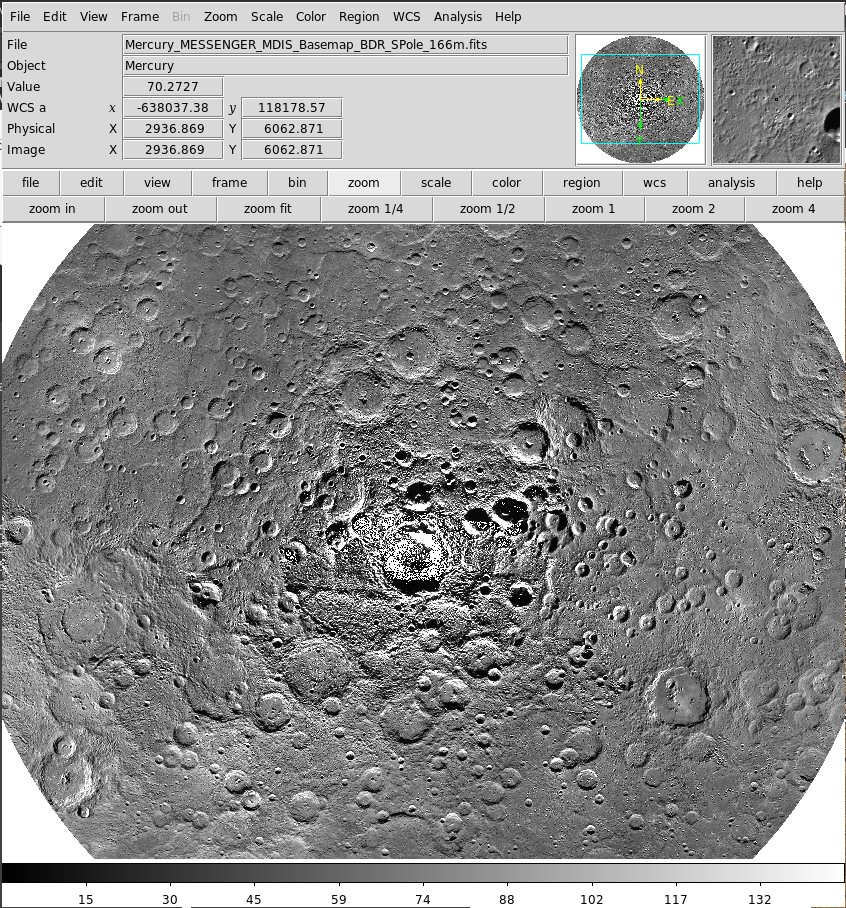 File Edit View Frame Bin Zoom Scale Color Region WCS Analysis Help
File Mercury_MESSENGER_MDIS_Basemap_BDR_SPole_166m.fits
Object Mercury
Value 70.2727
WCS a x -638037.38 y 118178.57
Physical X 2936.869 Y 6062.871
Image X 2936.869 Y 6062.871
N
E X
Y
file edit view frame bin zoom scale color region wcs analysis help
zoom in zoom out zoom fit zoom 1/4 zoom 1/2 zoom 1 zoom 2 zoom 4
15 30 45 59 74 88 102 117 132